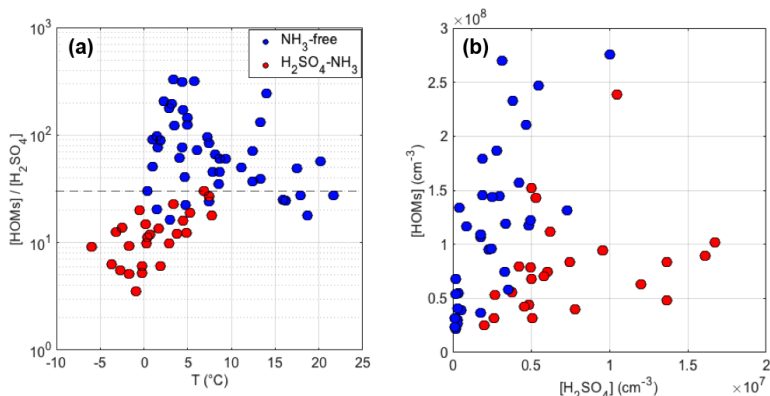 (a)
NH₃-free
H₂SO₄-NH₃
10³
10²
10¹
10⁰
[HOMs] / [H₂SO₄]
-10 -5 0 5 10 15 20 25
T (°C)
(b)
3 × 10⁸
2.5
2
1.5
1
0.5
0
[HOMs] (cm⁻³)
0 0.5 1 1.5 2
× 10⁷
[H₂SO₄] (cm⁻³)